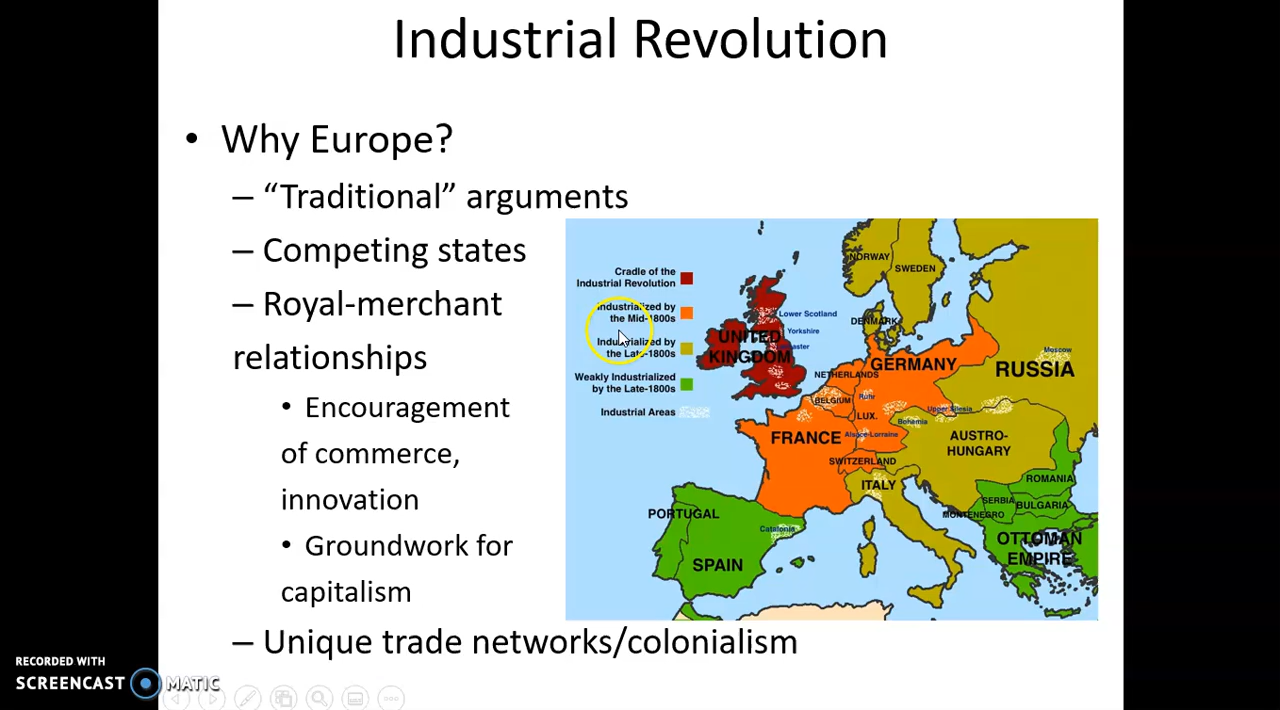 Industrial Revolution
• Why Europe?
– “Traditional” arguments
– Competing states
– Royal-merchant
relationships
• Encouragement
of commerce,
innovation
• Groundwork for
capitalism
– Unique trade networks/colonialism
Cradle of the
Industrial Revolution
Industrialized by
the Mid-1800s
Industrialized by
the Late-1800s
Weakly Industrialized
by the Late-1800s
Industrial Areas
NORWAY
SWEDEN
Lower Scotland
DENMARK
Yorkshire
UNITED
KINGDOM
Moscow
GERMANY
RUSSIA
NETHERLANDS
BELGIUM
Ruhr
Upper Silesia
LUX.
Bohemia
FRANCE
Alsace-Lorraine
AUSTRO-
HUNGARY
SWITZERLAND
ITALY
ROMANIA
SERBIA
BULGARIA
MONTENEGRO
PORTUGAL
Catalonia
OTTOMAN
EMPIRE
SPAIN
RECORDED WITH
SCREENCAST MATIC